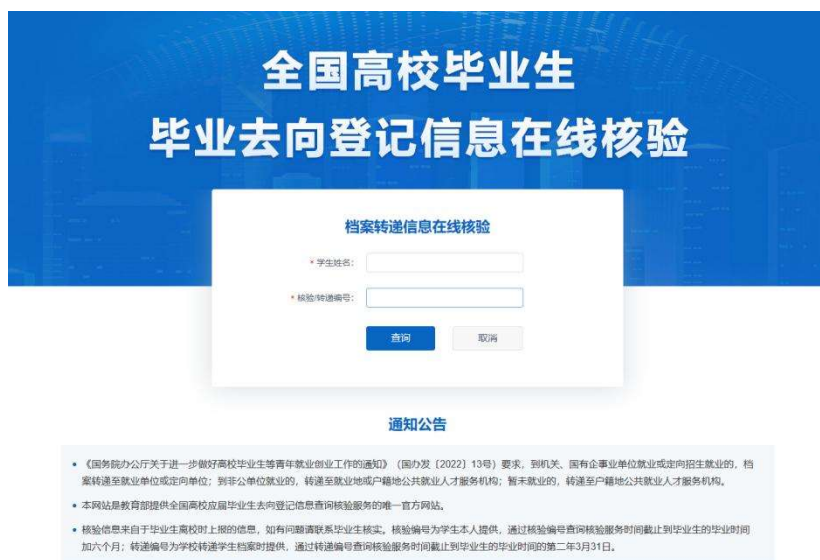 全国高校毕业生
毕业去向登记信息在线核验
档案转递信息在线核验
* 学生姓名:
* 核验/转递编号:
查询 取消
通知公告
• 《国务院办公厅关于进一步做好高校毕业生等青年就业创业工作的通知》（国办发〔2022〕13号）要求，到机关、国有企事业单位就业或定向招生就业的，档
案转递至就业单位或定向单位；到非公单位就业的，转递至就业地或户籍地公共就业人才服务机构；暂未就业的，转递至户籍地公共就业人才服务机构。
• 本网站是教育部提供全国高校应届毕业生去向登记信息查询核验服务的唯一官方网站。
• 核验信息来自于毕业生离校时上报的信息，如有问题请联系毕业生核实。核验编号为学生本人提供，通过核验编号查询核验服务时间截止到毕业生的毕业时间
加六个月；转递编号为学校转递学生档案时提供，通过转递编号查询核验服务时间截止到毕业生的毕业时间的第二年3月31日。